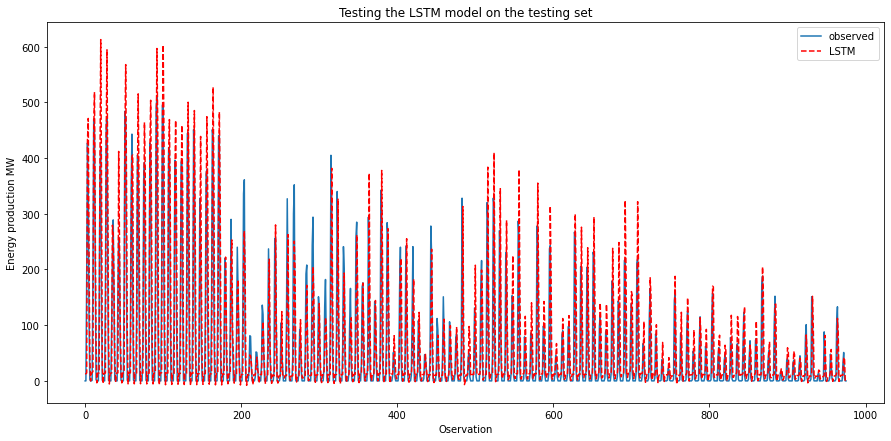 Testing the LSTM model on the testing set
observed
LSTM
Energy production MW
600
500
400
300
200
100
0
0 200 400 600 800 1000
Oservation